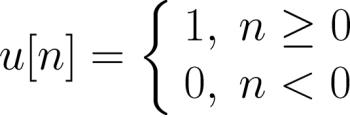 u[n] = { 1, n ≥ 0
0, n < 0